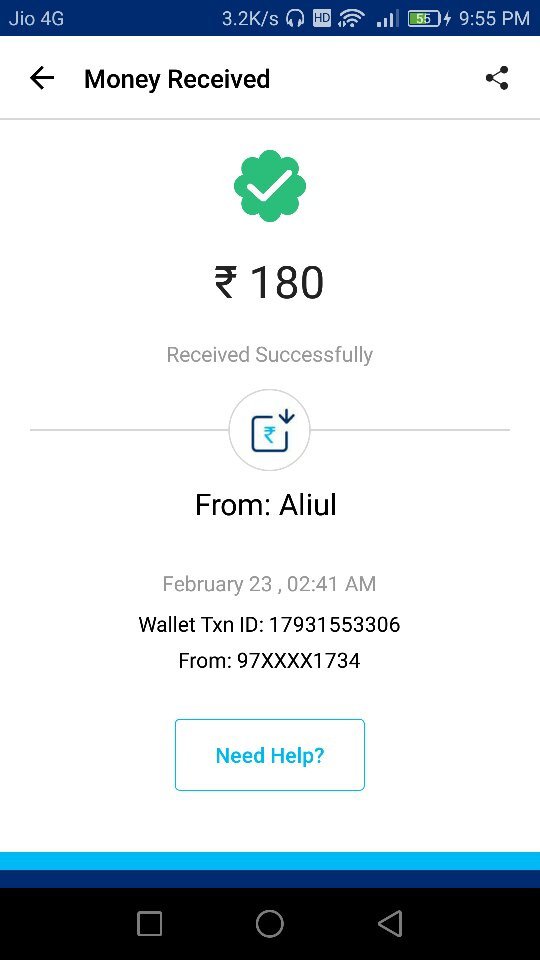 Jio 4G 3.2K/s HD 55 9:55 PM
Money Received
₹ 180
Received Successfully
₹
From: Aliul
February 23 , 02:41 AM
Wallet Txn ID: 17931553306
From: 97XXXX1734
Need Help?